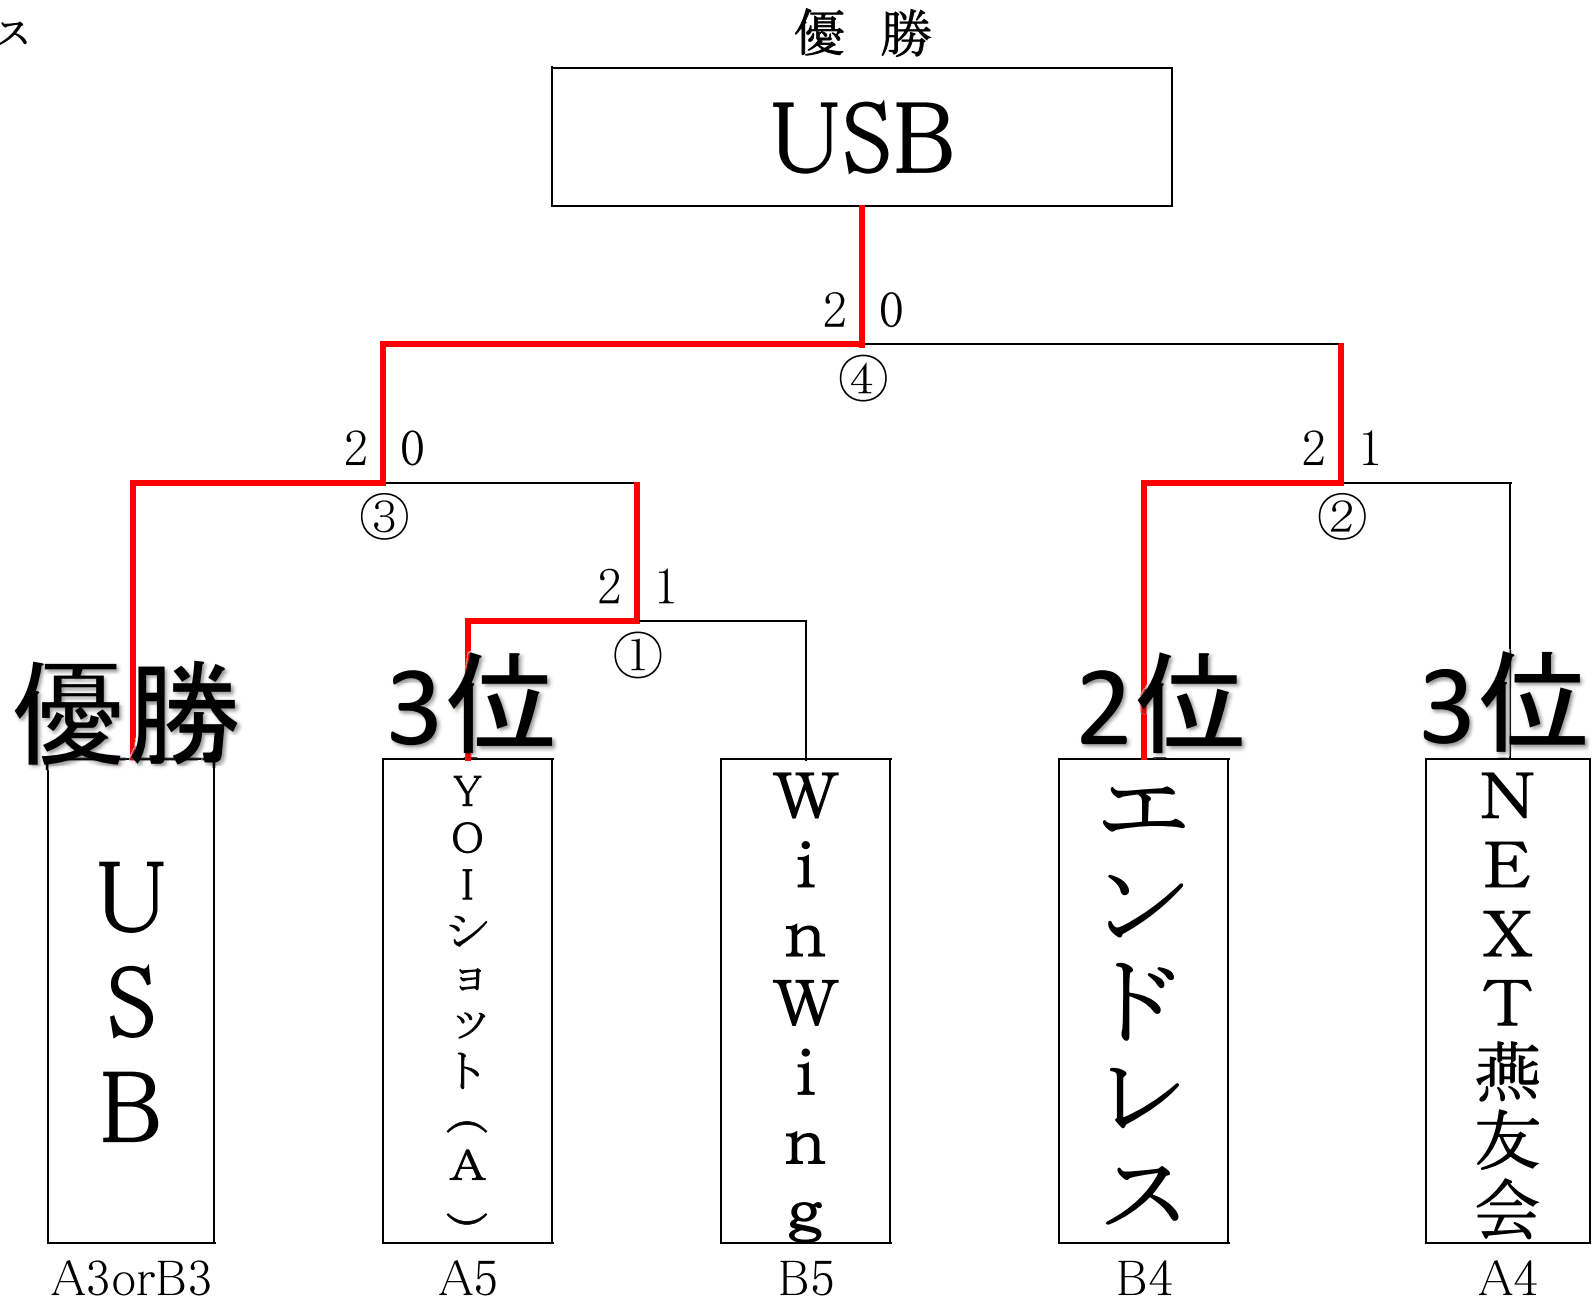 ス
優 勝
USB
2 0
④
2 0
③
2 1
②
2 1
①
優勝
3位
2位
3位
USB
YOIショット(A)
WinWing
エンドレス
NEXT燕友会
A3orB3
A5
B5
B4
A4